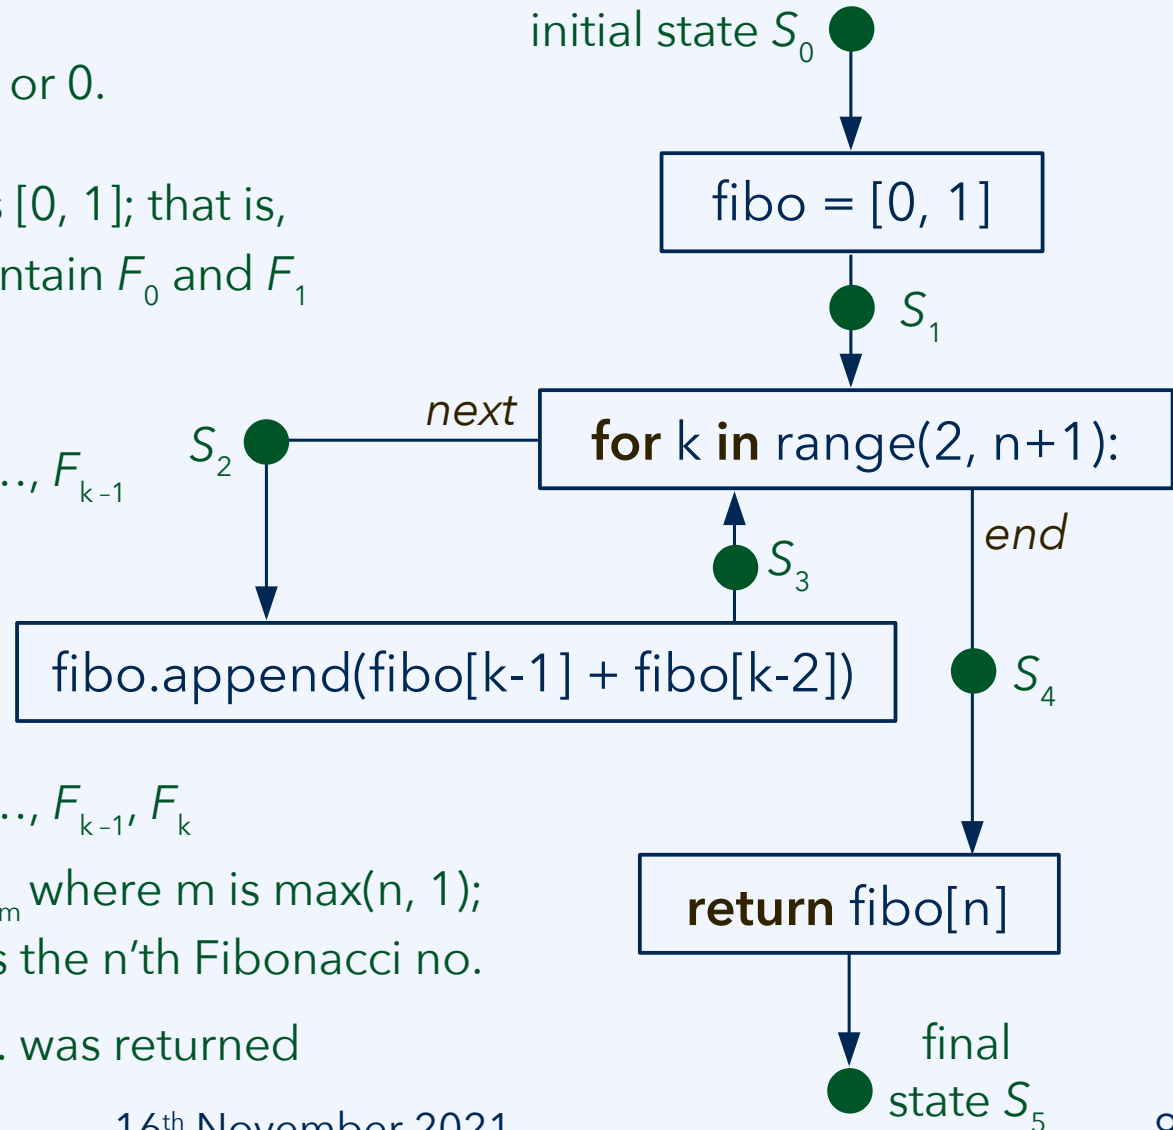 initial state S₀
or 0.
s [0, 1]; that is,
ntain F₀ and F₁
fibo = [0, 1]
S₁
next
for k in range(2, n+1):
S₂
..., Fₖ₋₁
end
S₃
fibo.append(fibo[k-1] + fibo[k-2])
S₄
..., Fₖ₋₁, Fₖ
ₘ where m is max(n, 1);
s the n’th Fibonacci no.
return fibo[n]
. was returned
final
state S₅
16th November 2021
9